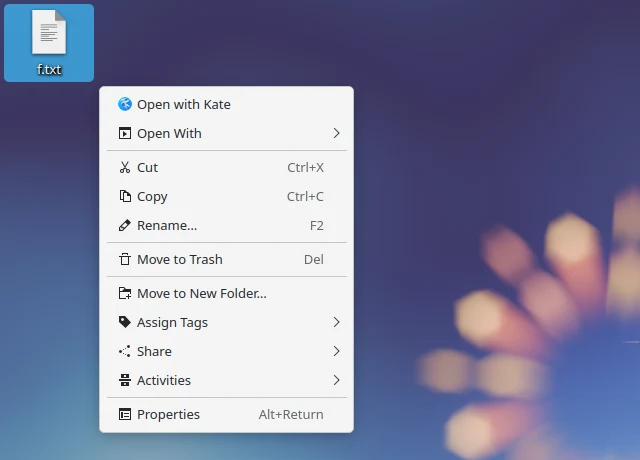 f.txt
Open with Kate
Open With
Cut Ctrl+X
Copy Ctrl+C
Rename... F2
Move to Trash Del
Move to New Folder...
Assign Tags
Share
Activities
Properties Alt+Return